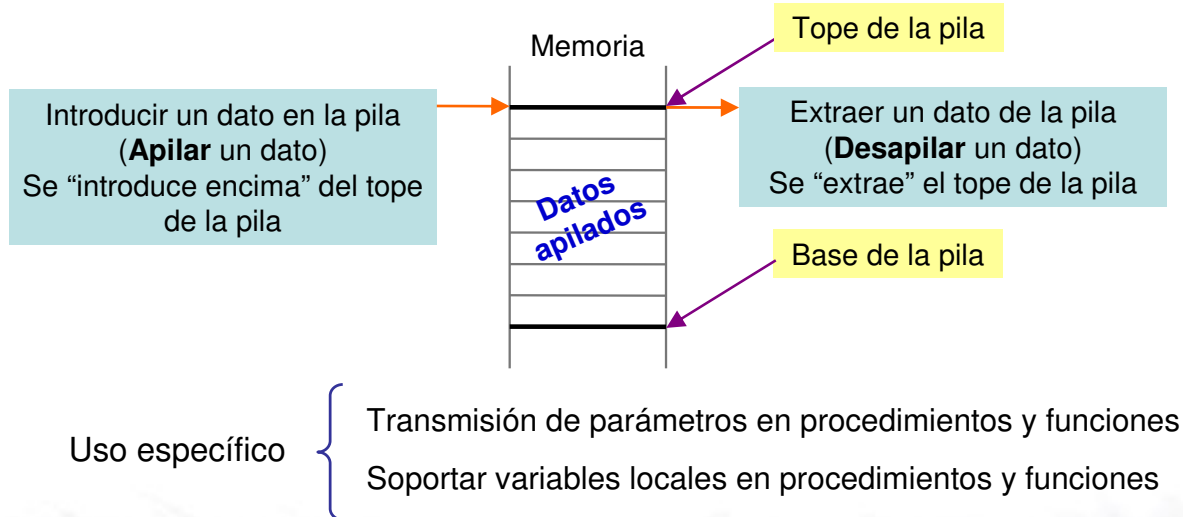 Tope de la pila
Memoria
Introducir un dato en la pila
(Apilar un dato)
Se “introduce encima” del tope
de la pila
Extraer un dato de la pila
(Desapilar un dato)
Se “extrae” el tope de la pila
Datos
apilados
Base de la pila
Uso específico
Transmisión de parámetros en procedimientos y funciones
Soportar variables locales en procedimientos y funciones